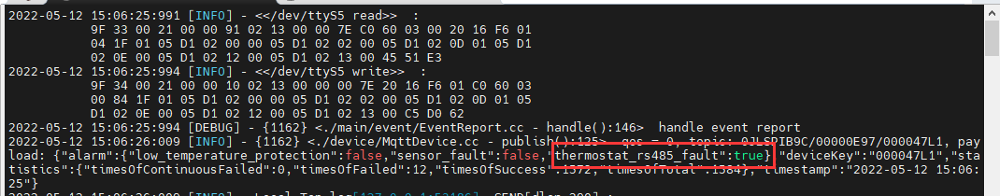 2022-05-12 15:06:25:991 [INFO] - <</dev/ttyS5 read>>  :
9F 33 00 21 00 00 91 02 13 00 00 7E C0 60 03 00 20 16 F6 01
04 1F 01 05 D1 02 00 00 05 D1 02 02 00 05 D1 02 0D 01 05 D1
02 0E 00 05 D1 02 12 00 05 D1 02 13 00 45 51 E3
2022-05-12 15:06:25:994 [INFO] - <</dev/ttyS5 write>>  :
9F 34 00 21 00 00 10 02 13 00 00 00 7E 20 16 F6 01 C0 60 03
00 84 1F 01 05 D1 02 00 00 05 D1 02 02 00 05 D1 02 0D 01 05
D1 02 0E 00 05 D1 02 12 00 05 D1 02 13 00 C5 D0 62
2022-05-12 15:06:25:994 [DEBUG] - {1162} <./main/event/EventReport.cc - handle():146>  handle event report
2022-05-12 15:06:26:009 [INFO] - {1162} <./device/MqttDevice.cc - publish():125>  qos = 0, topic: 0JLSPIB9C/00000E97/000047L1, pay
load: {"alarm":{"low_temperature_protection":false,"sensor_fault":false,"thermostat_rs485_fault":true},"deviceKey":"000047L1","sta
tistics":{"timesOfContinuousFailed":0,"timesOfFailed":12,"timesOfSuccess":1572,"timesOfTotal":1584},"timestamp":"2022-05-12 15:06:
25"}